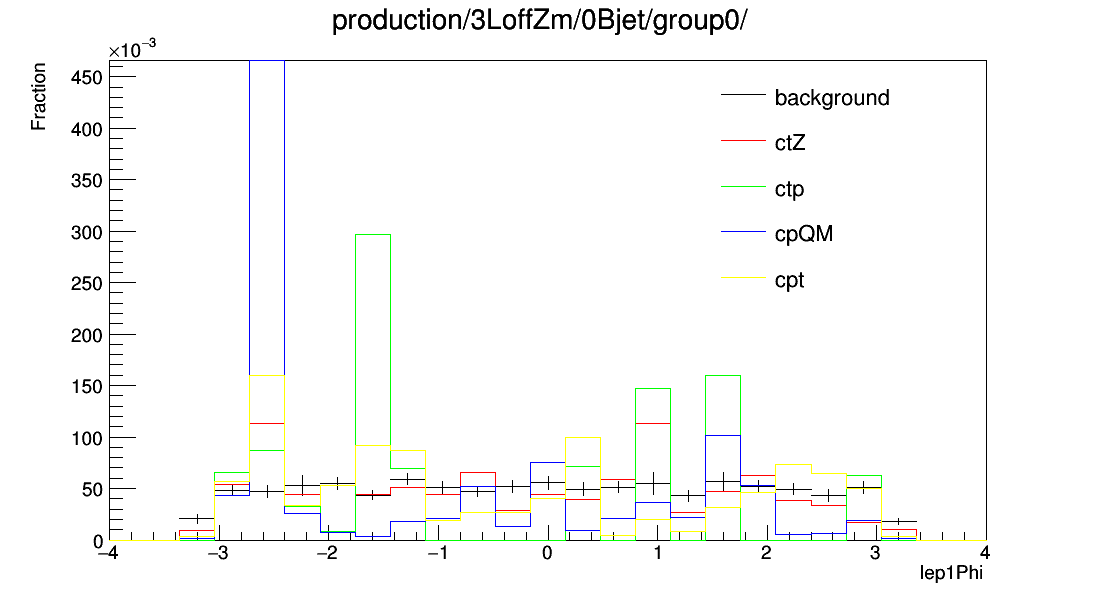 production/3LoffZm/0Bjet/group0/
×10⁻³
Fraction
450
400
350
300
250
200
150
100
50
0
background
ctZ
ctp
cpQM
cpt
−4 −3 −2 −1 0 1 2 3 4
lep1Phi